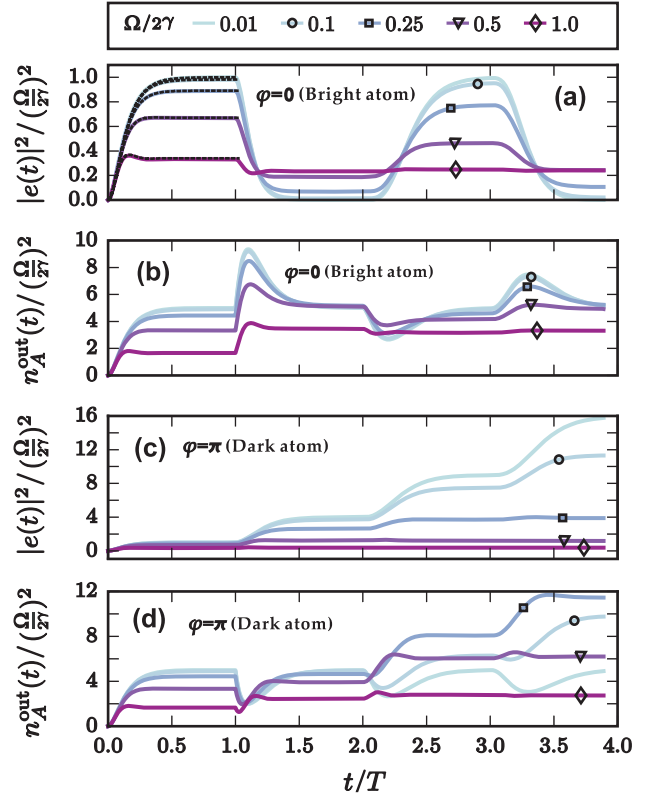 Ω/2γ 0.01 0.1 0.25 0.5 1.0
|e(t)|²/(Ω/2γ)²
1.0
0.8
0.6
0.4
0.2
0.0
φ=0 (Bright atom)
(a)
n_A^out(t)/(Ω/2γ)²
10
8
6
4
2
0
(b)
φ=0 (Bright atom)
|e(t)|²/(Ω/2γ)²
16
12
8
4
0
(c)
φ=π (Dark atom)
n_A^out(t)/(Ω/2γ)²
12
8
4
0
(d)
φ=π (Dark atom)
0.0 0.5 1.0 1.5 2.0 2.5 3.0 3.5 4.0
t/T